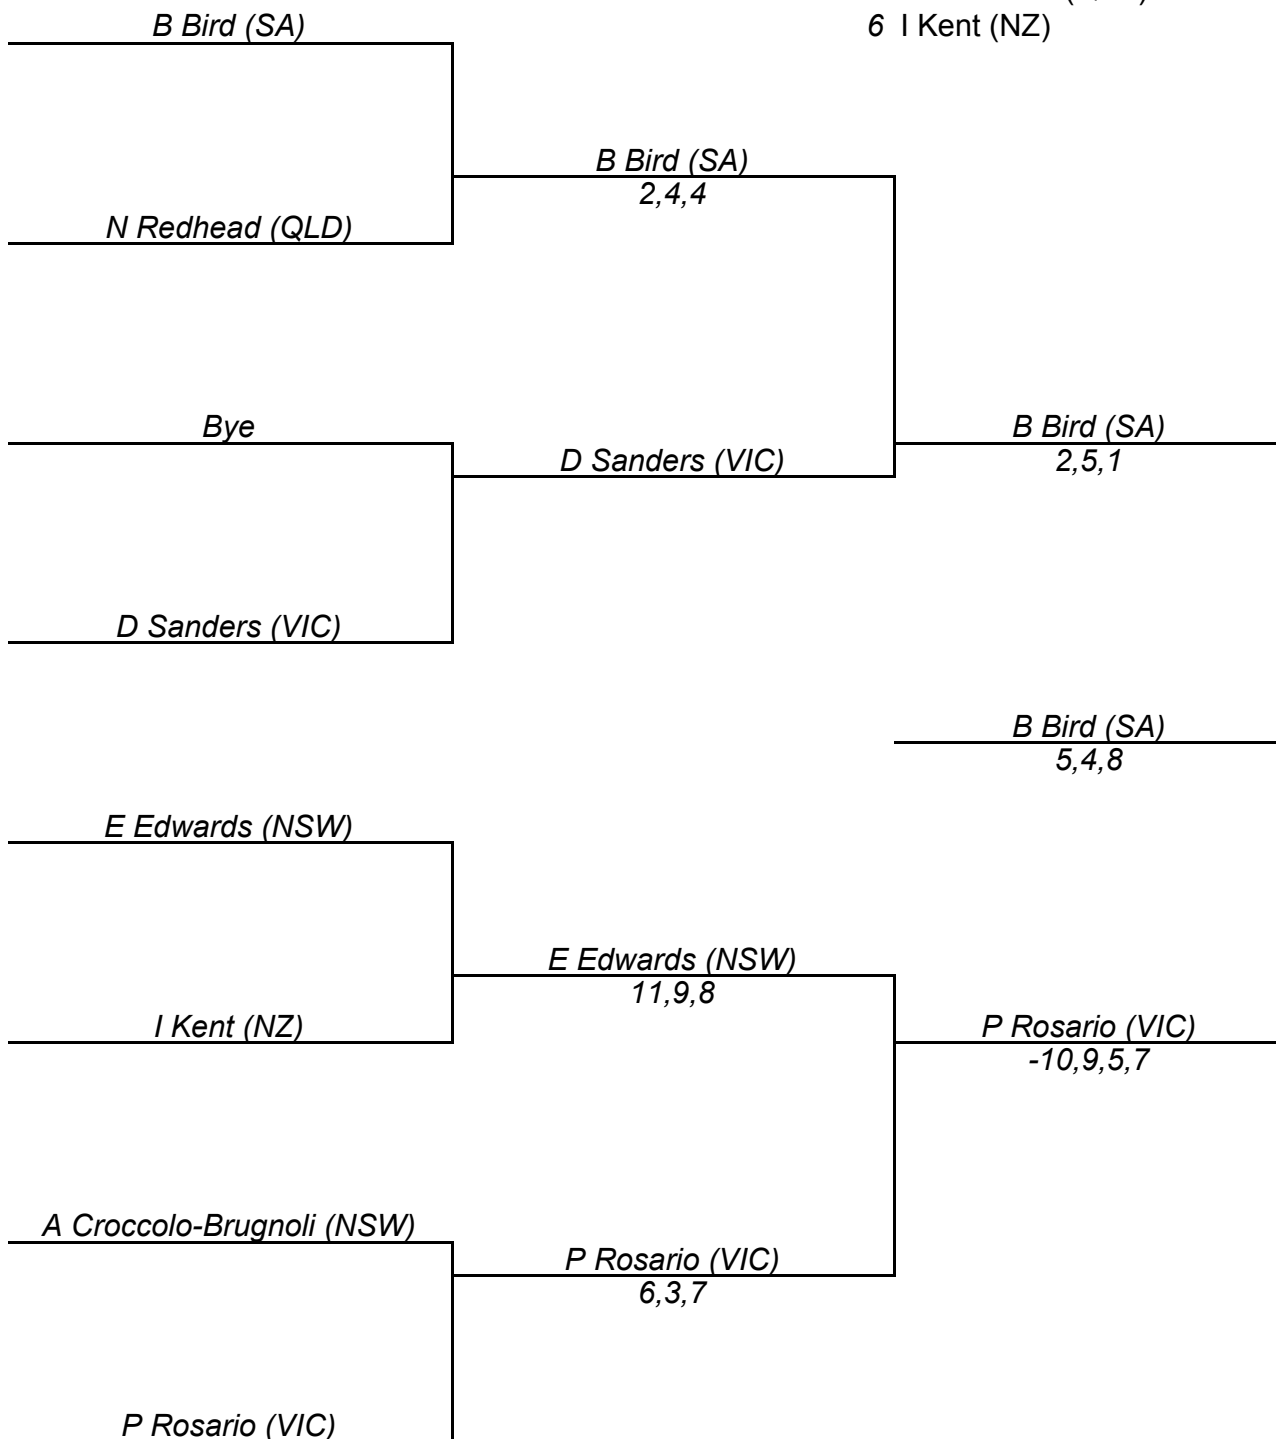 B Bird (SA)
6 I Kent (NZ)
B Bird (SA)
2,4,4
N Redhead (QLD)
Bye
B Bird (SA)
D Sanders (VIC)
2,5,1
D Sanders (VIC)
B Bird (SA)
5,4,8
E Edwards (NSW)
E Edwards (NSW)
11,9,8
I Kent (NZ)
P Rosario (VIC)
-10,9,5,7
A Croccolo-Brugnoli (NSW)
P Rosario (VIC)
6,3,7
P Rosario (VIC)